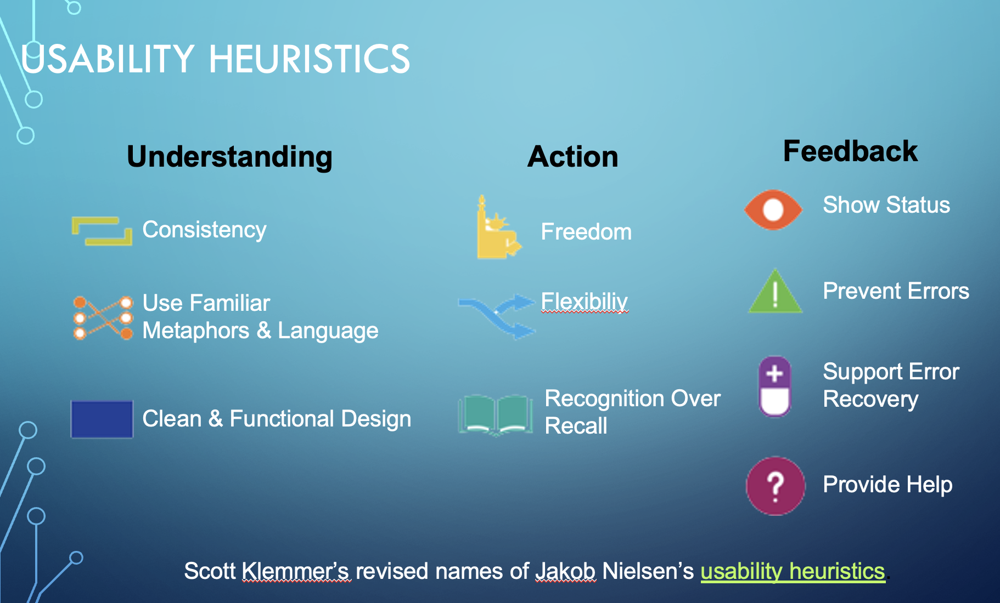 USABILITY HEURISTICS
Understanding
Consistency
Use Familiar
Metaphors & Language
Clean & Functional Design
Action
Freedom
Flexibiliy
Recognition Over
Recall
Feedback
Show Status
Prevent Errors
Support Error
Recovery
Provide Help
Scott Klemmer’s revised names of Jakob Nielsen’s usability heuristics.